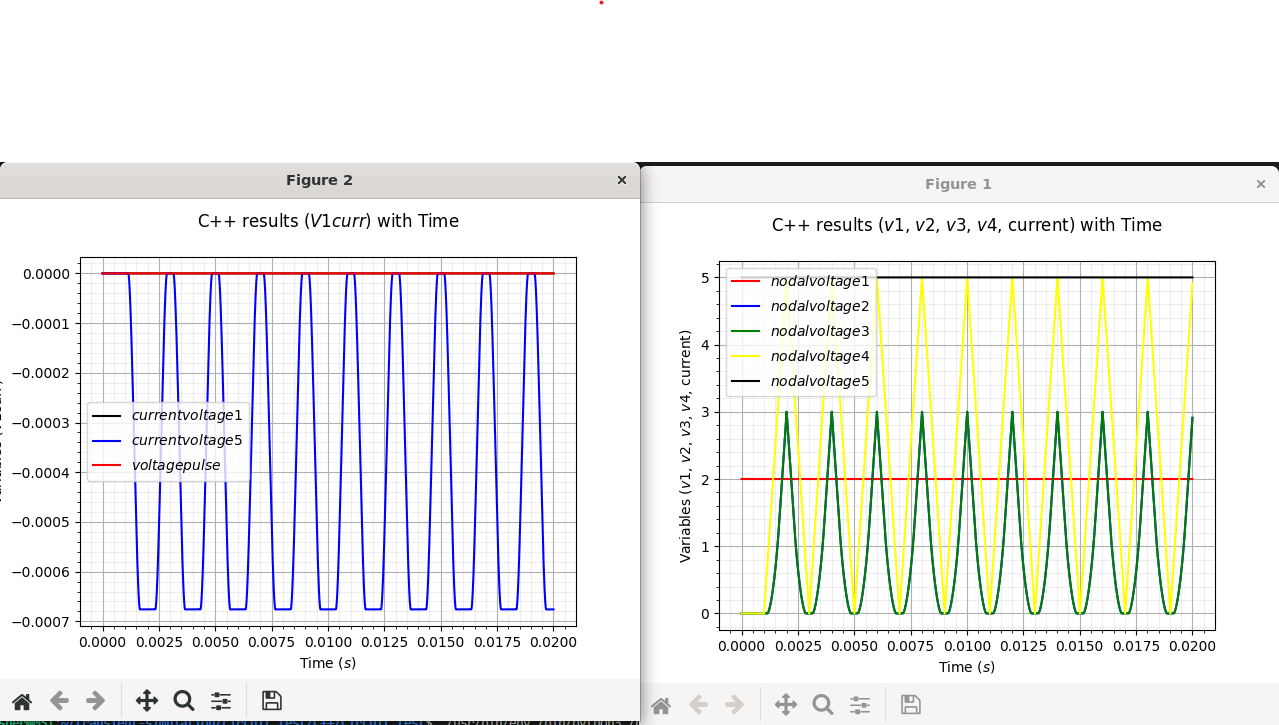 Figure 2
C++ results (V1curr) with Time
0.0000
−0.0001
−0.0002
−0.0003
−0.0004
−0.0005
−0.0006
−0.0007
currentvoltage1
currentvoltage5
voltagepulse
0.0000 0.0025 0.0050 0.0075 0.0100 0.0125 0.0150 0.0175 0.0200
Time (s)
Figure 1
C++ results (v1, v2, v3, v4, current) with Time
Variables (v1, v2, v3, v4, current)
5
4
3
2
1
0
nodalvoltage1
nodalvoltage2
nodalvoltage3
nodalvoltage4
nodalvoltage5
0.0000 0.0025 0.0050 0.0075 0.0100 0.0125 0.0150 0.0175 0.0200
Time (s)